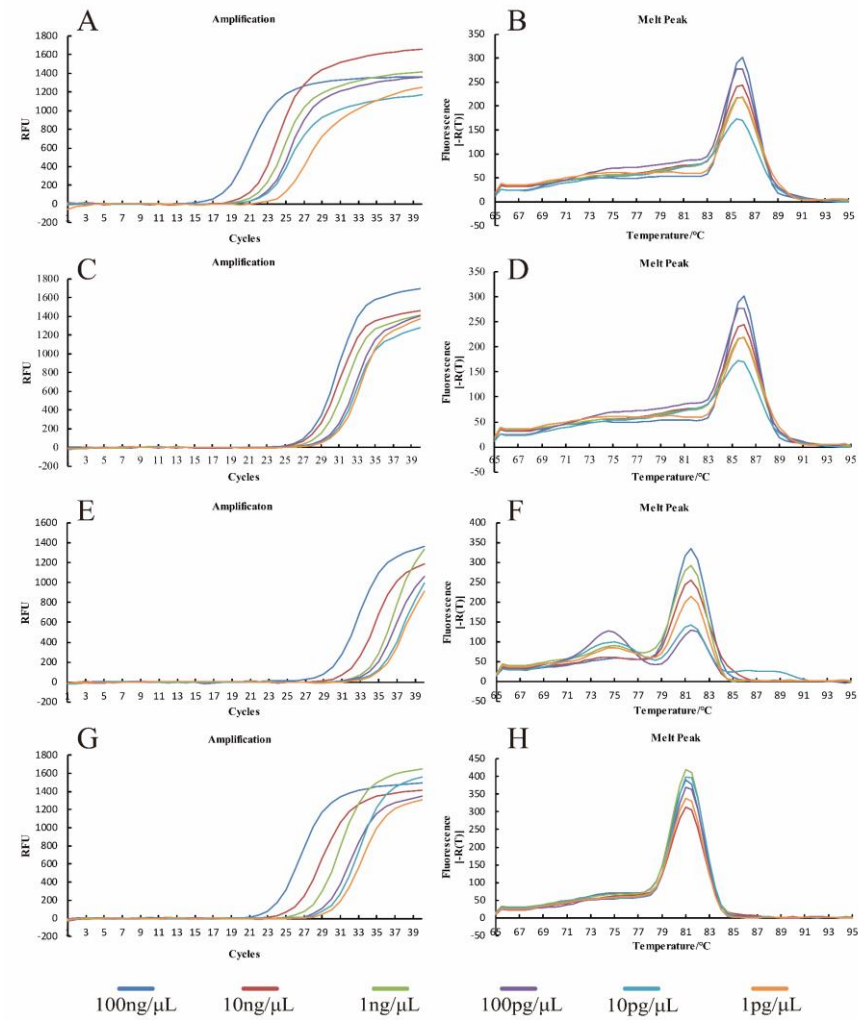 A
Amplification
1800
1600
1400
1200
1000
800
600
400
200
0
-200
RFU
1 3 5 7 9 11 13 15 17 19 21 23 25 27 29 31 33 35 37 39
Cycles
B
Melt Peak
350
300
250
200
150
100
50
0
-50
Fluorescence
[-R(T)]
65 67 69 71 73 75 77 79 81 83 85 87 89 91 93 95
Temperature/°C
C
Amplification
1800
1600
1400
1200
1000
800
600
400
200
0
-200
RFU
1 3 5 7 9 11 13 15 17 19 21 23 25 27 29 31 33 35 37 39
Cycles
D
Melt Peak
350
300
250
200
150
100
50
0
-50
Fluorescence
[-R(T)]
65 67 69 71 73 75 77 79 81 83 85 87 89 91 93 95
Temperature/°C
E
Amplificaton
1600
1400
1200
1000
800
600
400
200
0
-200
RFU
1 3 5 7 9 11 13 15 17 19 21 23 25 27 29 31 33 35 37 39
Cycles
F
Melt Peak
400
350
300
250
200
150
100
50
0
-50
Fluorescence
[-R(T)]
65 67 69 71 73 75 77 79 81 83 85 87 89 91 93 95
Temperature/°C
G
Amplification
1800
1600
1400
1200
1000
800
600
400
200
0
-200
RFU
1 3 5 7 9 11 13 15 17 19 21 23 25 27 29 31 33 35 37 39
Cycles
H
Melt Peak
450
400
350
300
250
200
150
100
50
0
-50
Fluorescence
[-R(T)]
65 67 69 71 73 75 77 79 81 83 85 87 89 91 93 95
Temperature/°C
100ng/μL 10ng/μL 1ng/μL 100pg/μL 10pg/μL 1pg/μL